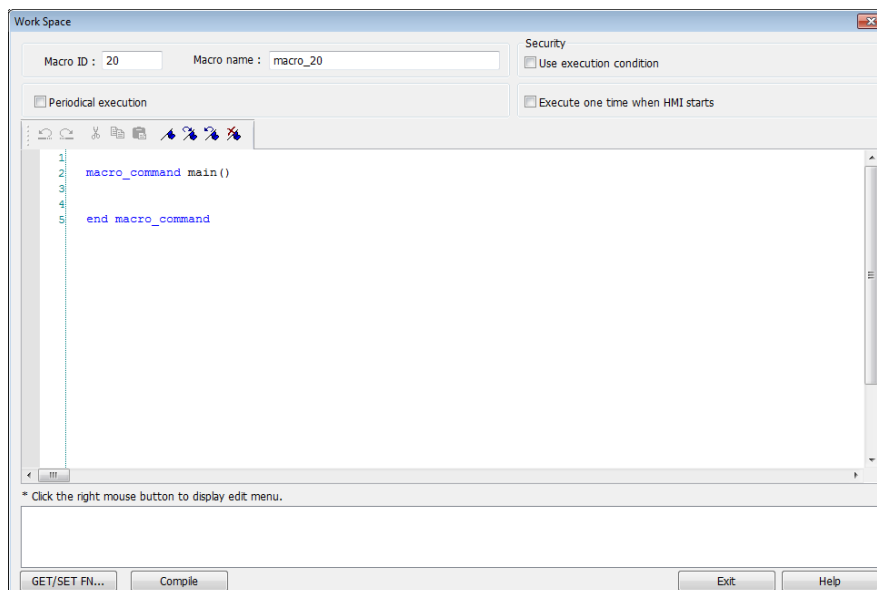 Work Space
Security
Macro ID : 20 Macro name : macro_20
Use execution condition
Periodical execution
Execute one time when HMI starts
1
2 macro_command main()
3
4
5 end macro_command
* Click the right mouse button to display edit menu.
GET/SET FN... Compile Exit Help